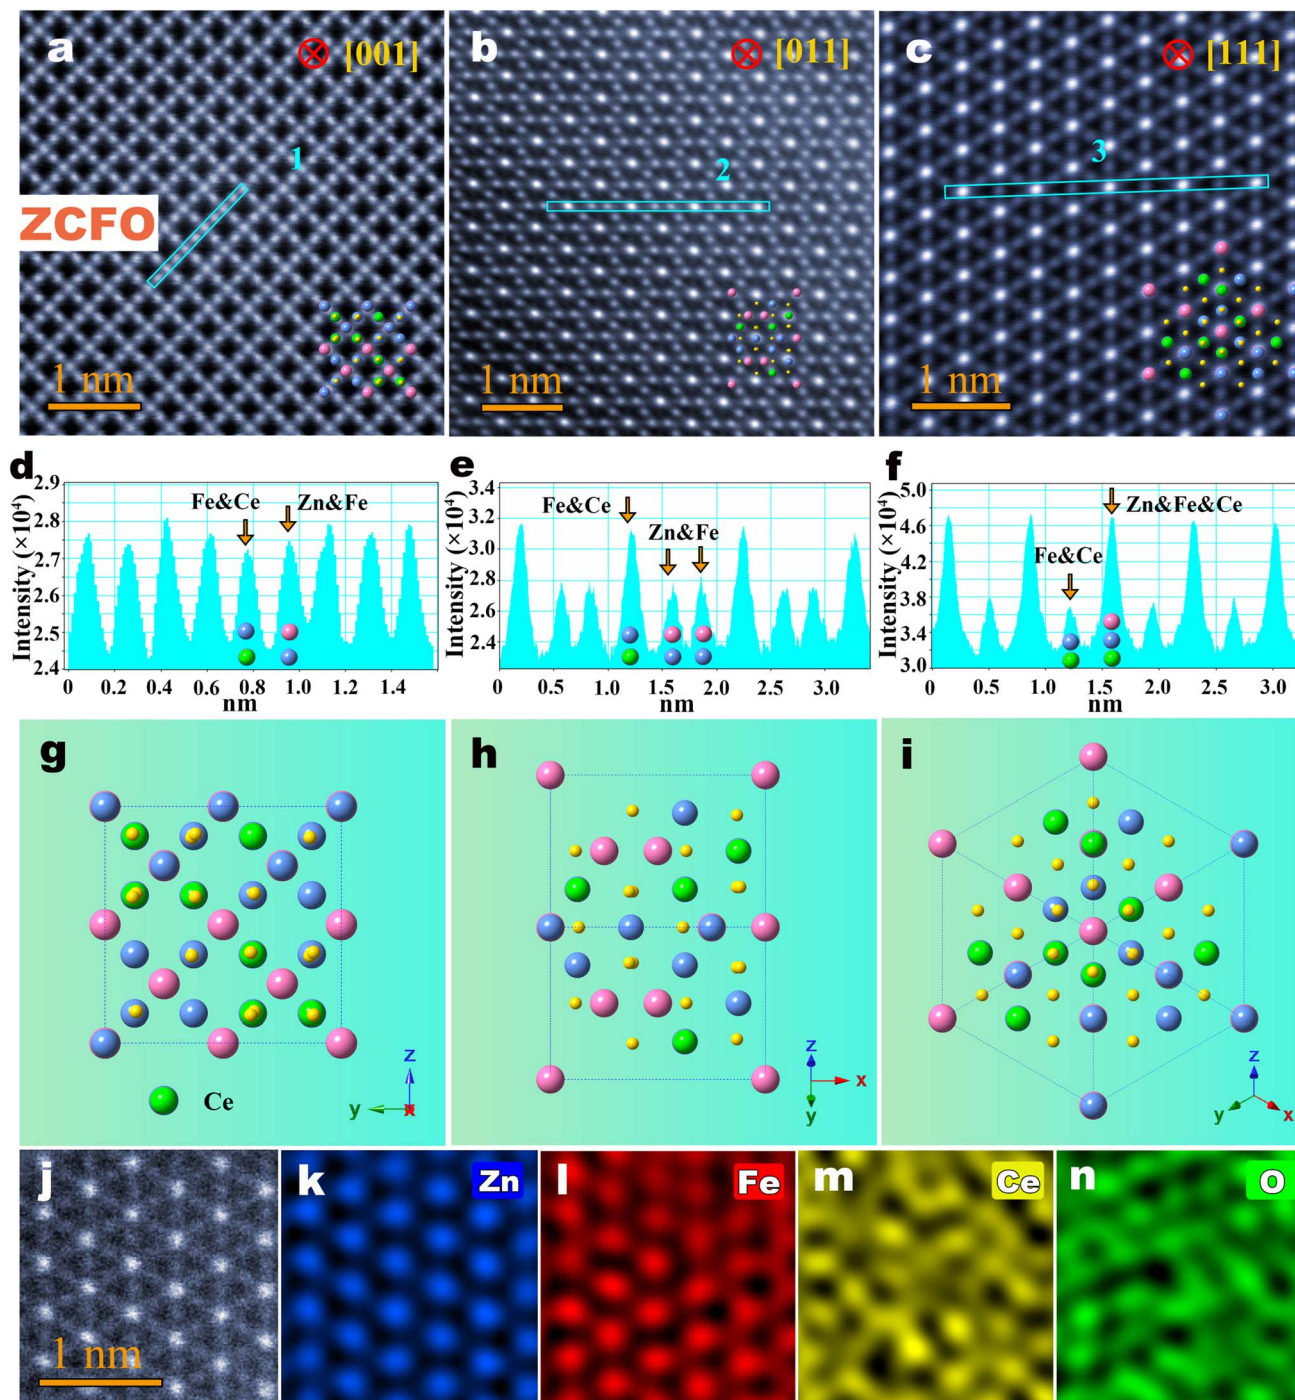 a
[001]
1
ZCFO
1 nm
b
[011]
2
1 nm
c
[111]
3
1 nm
d
Intensity (×10⁴)
2.9
2.8
2.7
2.6
2.5
2.4
Fe&Ce
Zn&Fe
0 0.2 0.4 0.6 0.8 1.0 1.2 1.4
nm
e
Intensity (×10⁴)
3.4
3.0
2.8
2.6
2.4
Fe&Ce
Zn&Fe
0 0.5 1.0 1.5 2.0 2.5 3.0
nm
f
Intensity (×10⁴)
5.0
4.6
3.8
3.4
3.0
Zn&Fe&Ce
Fe&Ce
0 0.5 1.0 1.5 2.0 2.5 3.0
nm
g
Ce
z
y
x
h
z
x
y
i
z
y
x
j
1 nm
k
Zn
l
Fe
m
Ce
n
O